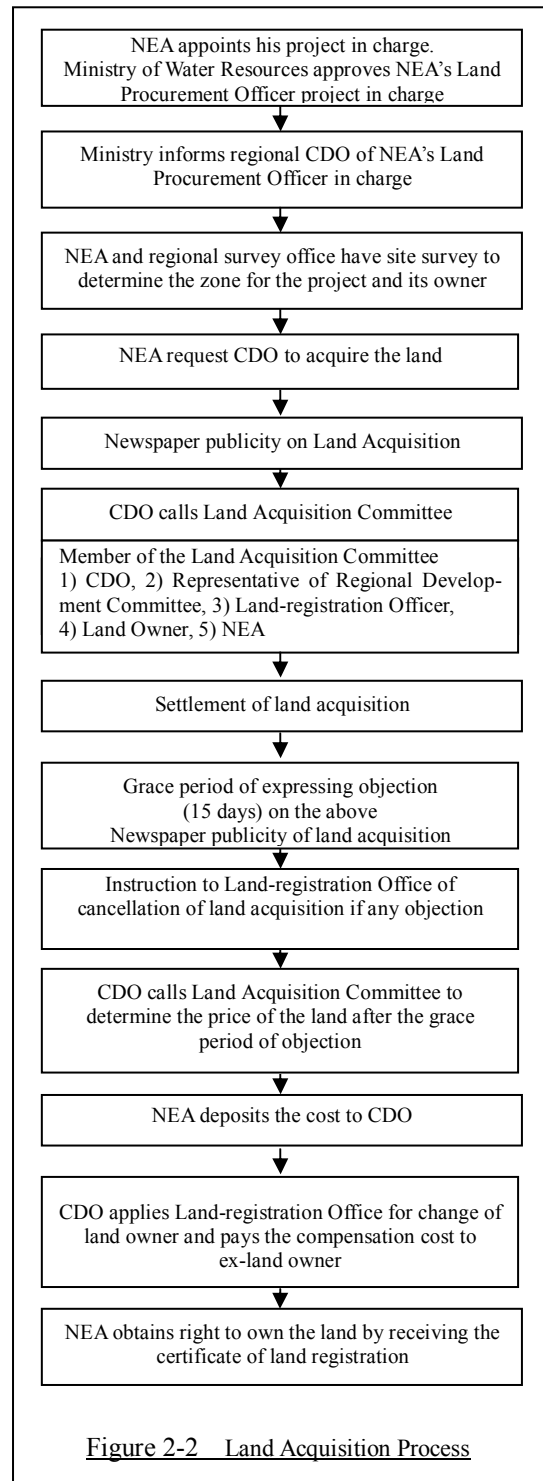 NEA appoints his project in charge.
Ministry of Water Resources approves NEA's Land
Procurement Officer project in charge
Ministry informs regional CDO of NEA's Land
Procurement Officer in charge
NEA and regional survey office have site survey to
determine the zone for the project and its owner
NEA request CDO to acquire the land
Newspaper publicity on Land Acquisition
CDO calls Land Acquisition Committee
Member of the Land Acquisition Committee
1) CDO, 2) Representative of Regional Develop-
ment Committee, 3) Land-registration Officer,
4) Land Owner, 5) NEA
Settlement of land acquisition
Grace period of expressing objection
(15 days) on the above
Newspaper publicity of land acquisition
Instruction to Land-registration Office of
cancellation of land acquisition if any objection
CDO calls Land Acquisition Committee to
determine the price of the land after the grace
period of objection
NEA deposits the cost to CDO
CDO applies Land-registration Office for change of
land owner and pays the compensation cost to
ex-land owner
NEA obtains right to own the land by receiving the
certificate of land registration
Figure 2-2 Land Acquisition Process